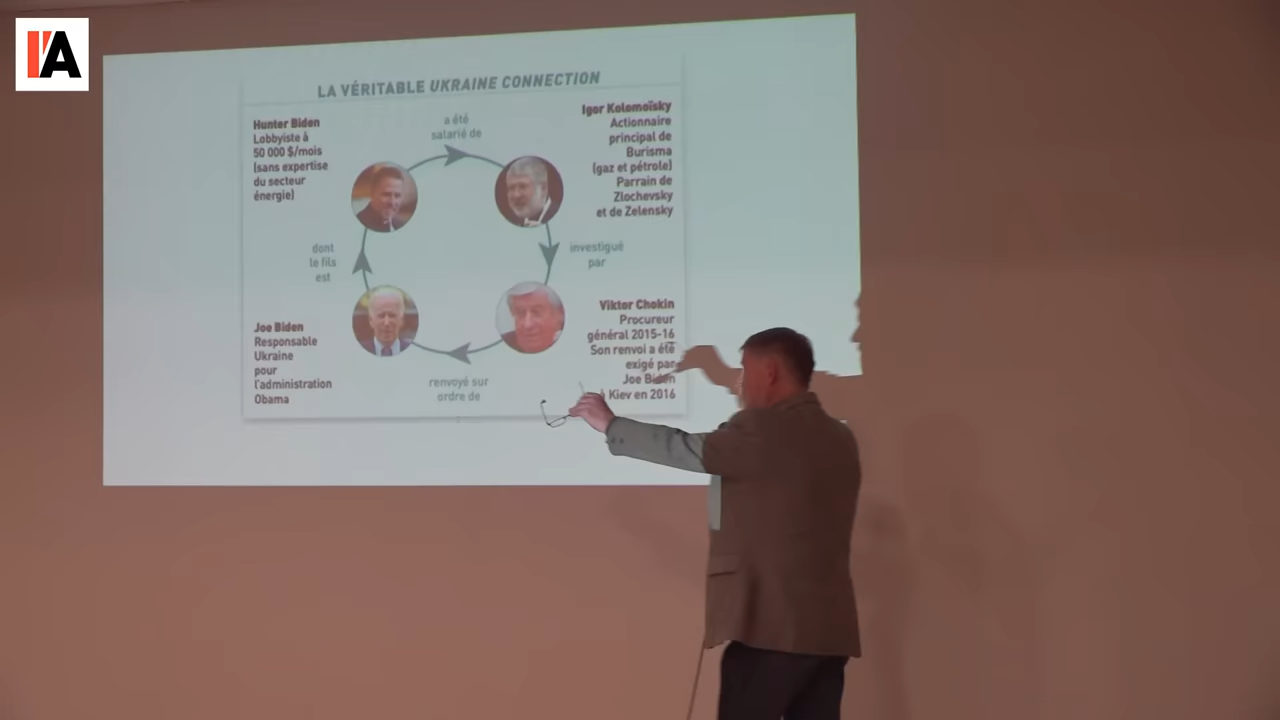 I'A
LA VÉRITABLE UKRAINE CONNECTION
Hunter Biden
Lobbyiste à
50 000 $/mois
(sans expertise
du secteur
énergie)
a été
salarié de
Igor Kolomoïsky
Actionnaire
principal de
Burisma
(gaz et pétrole)
Parrain de
Zlochevsky
et de Zelensky
dont
le fils
est
investigué
par
Joe Biden
Responsable
Ukraine
pour
l'administration
Obama
renvoyé sur
ordre de
Viktor Chokin
Procureur
général 2015-16
Son renvoi a été
exigé par
Joe Biden
à Kiev en 2016